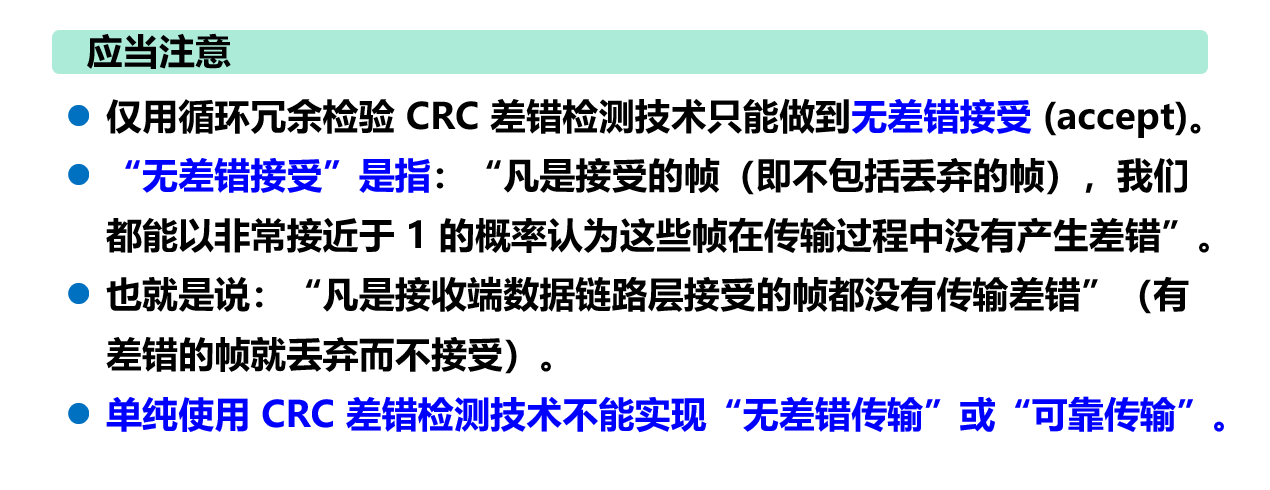 应当注意
仅用循环冗余检验 CRC 差错检测技术只能做到无差错接受 (accept)。
“无差错接受”是指：“凡是接受的帧（即不包括丢弃的帧），我们
都能以非常接近于 1 的概率认为这些帧在传输过程中没有产生差错”。
也就是说：“凡是接收端数据链路层接受的帧都没有传输差错”（有
差错的帧就丢弃而不接受）。
单纯使用 CRC 差错检测技术不能实现“无差错传输”或“可靠传输”。